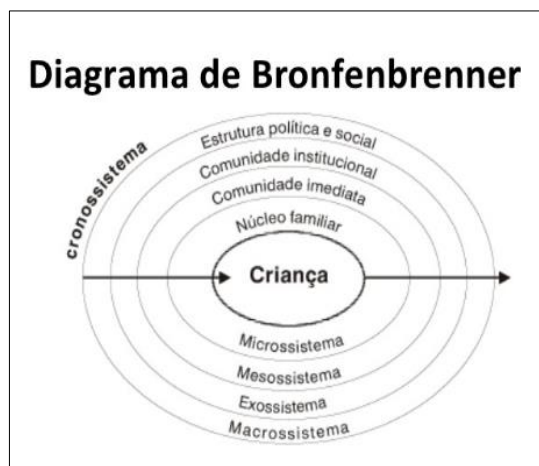 Diagrama de Bronfenbrenner
cronossistema
Estrutura política e social
Comunidade institucional
Comunidade imediata
Núcleo familiar
Criança
Microssistema
Mesossistema
Exossistema
Macrossistema